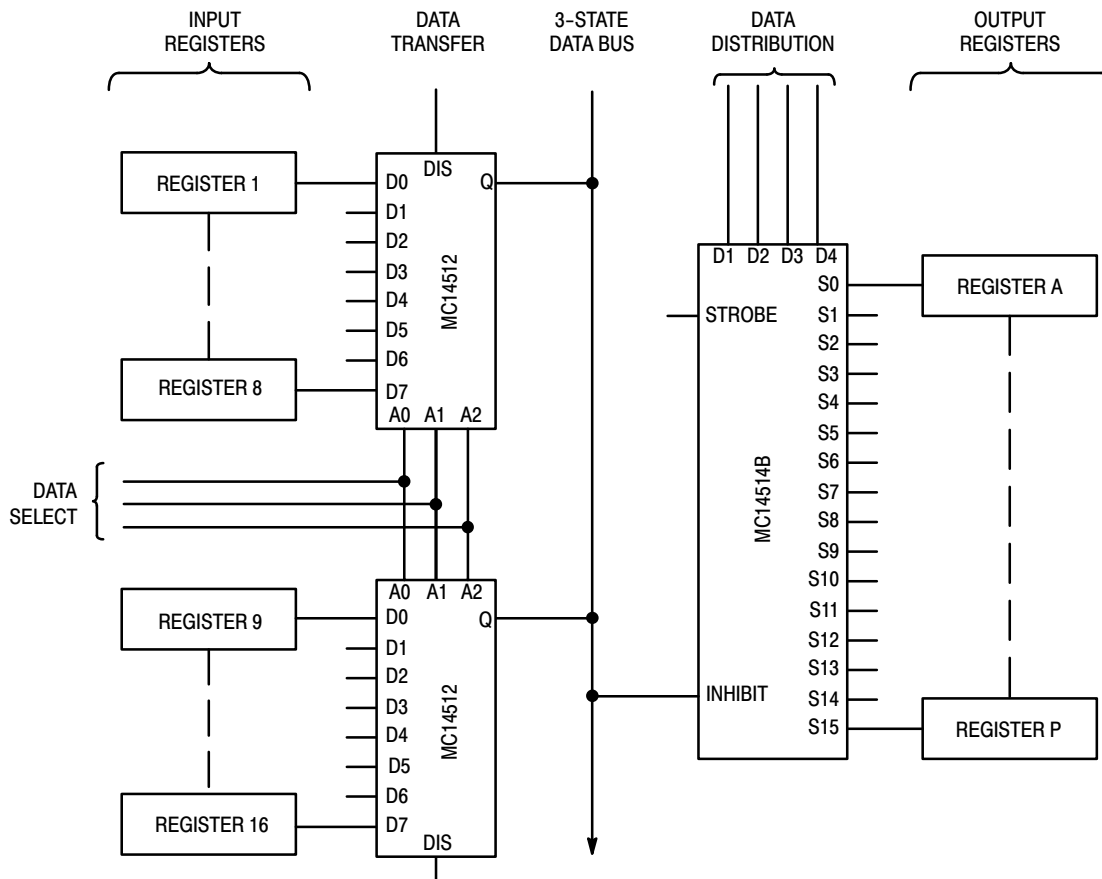 INPUT
REGISTERS
DATA
TRANSFER
3-STATE
DATA BUS
DATA
DISTRIBUTION
OUTPUT
REGISTERS
REGISTER 1
REGISTER 8
DIS
D0
D1
D2
D3
D4
D5
D6
D7
Q
MC14512
A0 A1 A2
DATA
SELECT
A0 A1 A2
REGISTER 9
REGISTER 16
D0
D1
D2
D3
D4
D5
D6
D7
Q
MC14512
DIS
D1 D2 D3 D4
STROBE
MC14514B
INHIBIT
S0
S1
S2
S3
S4
S5
S6
S7
S8
S9
S10
S11
S12
S13
S14
S15
REGISTER A
REGISTER P